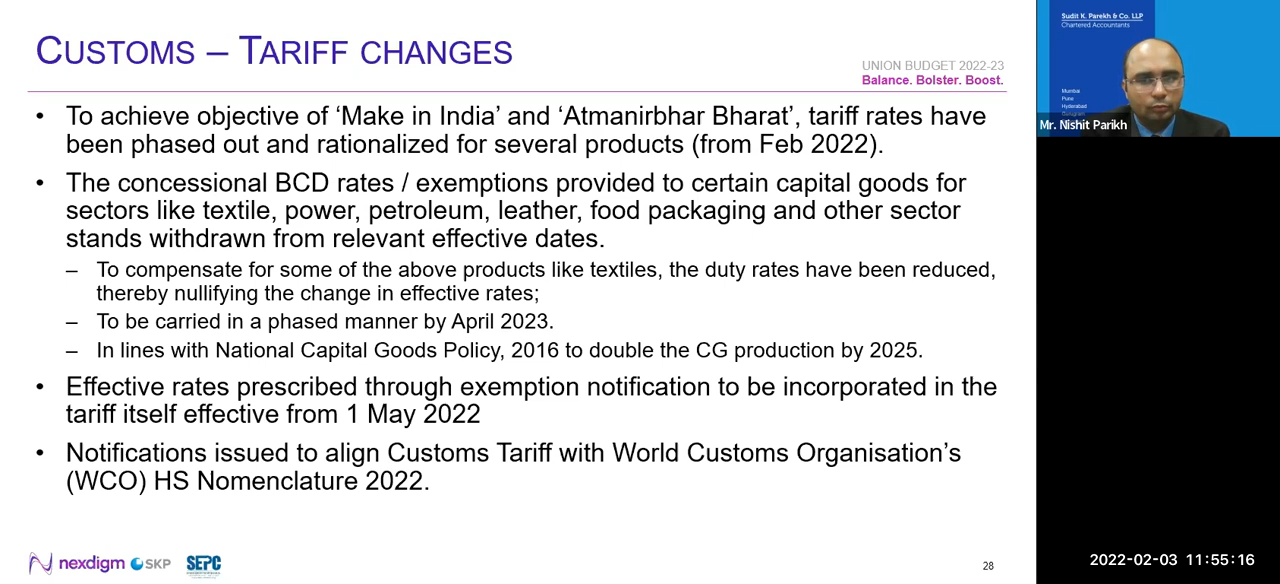 CUSTOMS – TARIFF CHANGES
UNION BUDGET 2022-23
Balance. Bolster. Boost.
• To achieve objective of ‘Make in India’ and ‘Atmanirbhar Bharat’, tariff rates have
been phased out and rationalized for several products (from Feb 2022).
• The concessional BCD rates / exemptions provided to certain capital goods for
sectors like textile, power, petroleum, leather, food packaging and other sector
stands withdrawn from relevant effective dates.
– To compensate for some of the above products like textiles, the duty rates have been reduced,
thereby nullifying the change in effective rates;
– To be carried in a phased manner by April 2023.
– In lines with National Capital Goods Policy, 2016 to double the CG production by 2025.
• Effective rates prescribed through exemption notification to be incorporated in the
tariff itself effective from 1 May 2022
• Notifications issued to align Customs Tariff with World Customs Organisation’s
(WCO) HS Nomenclature 2022.
nexdigm SKP SEPC
28
Sudit K. Parekh & Co. LLP
Chartered Accountants
Mumbai
Pune
Hyderabad
Mr. Nishit Parikh
2022-02-03 11:55:16